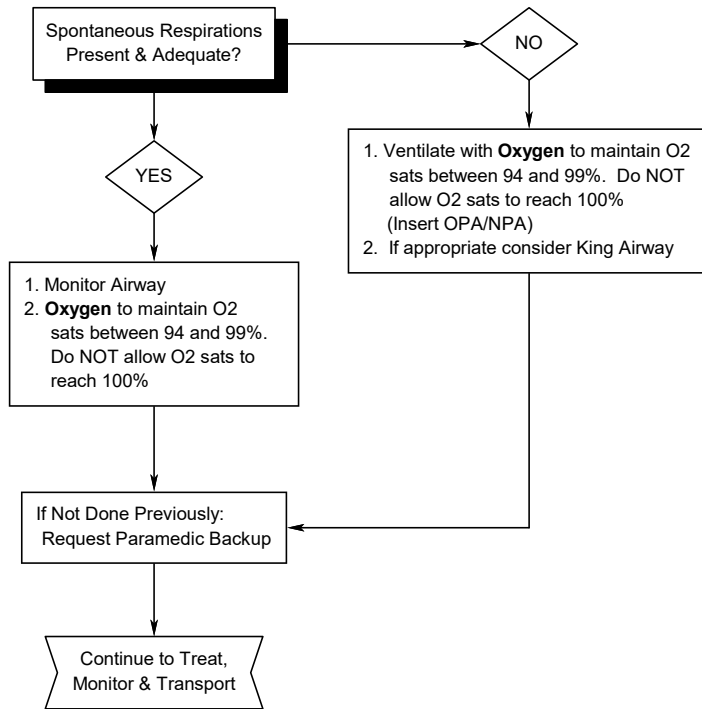 Spontaneous Respirations
Present & Adequate?
NO
YES
1. Ventilate with Oxygen to maintain O2
sats between 94 and 99%. Do NOT
allow O2 sats to reach 100%
(Insert OPA/NPA)
2. If appropriate consider King Airway
1. Monitor Airway
2. Oxygen to maintain O2
sats between 94 and 99%.
Do NOT allow O2 sats to
reach 100%
If Not Done Previously:
Request Paramedic Backup
Continue to Treat,
Monitor & Transport